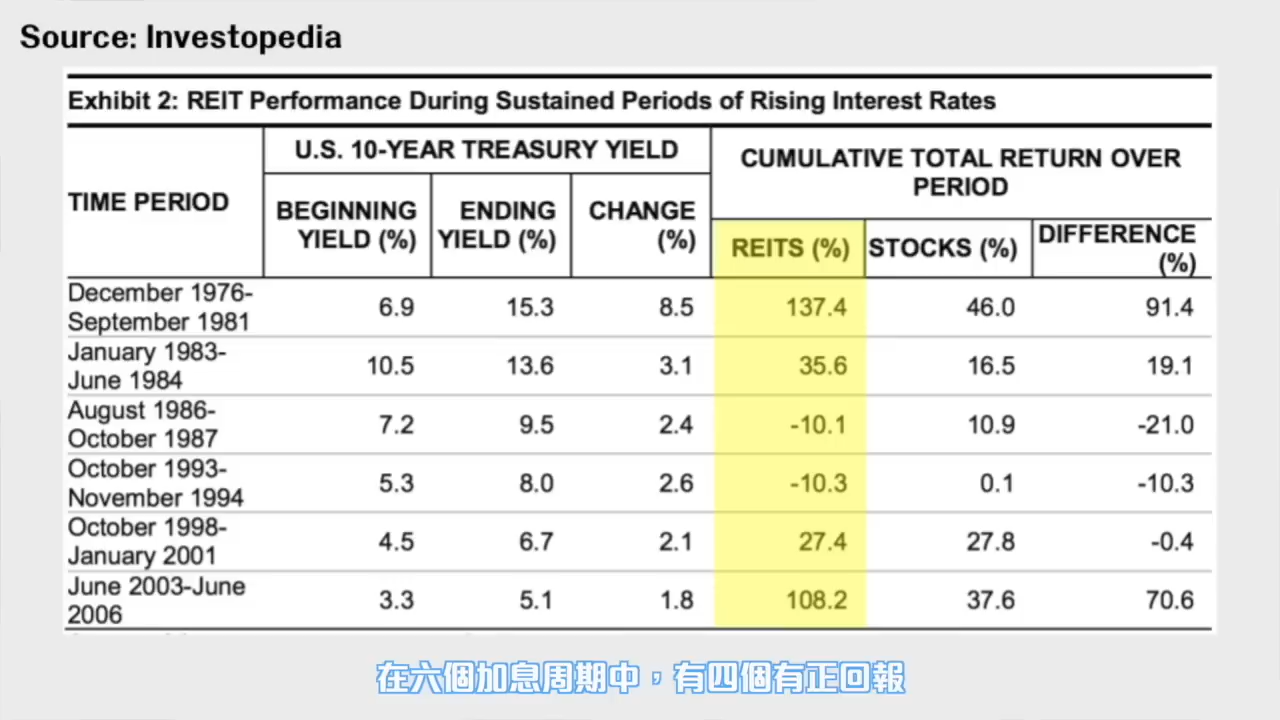 Source: Investopedia
Exhibit 2: REIT Performance During Sustained Periods of Rising Interest Rates
TIME PERIOD
U.S. 10-YEAR TREASURY YIELD
CUMULATIVE TOTAL RETURN OVER
PERIOD
BEGINNING
YIELD (%)
ENDING
YIELD (%)
CHANGE
(%)
REITS (%)
STOCKS (%)
DIFFERENCE
(%)
December 1976-
September 1981
6.9 15.3 8.5 137.4 46.0 91.4
January 1983-
June 1984
10.5 13.6 3.1 35.6 16.5 19.1
August 1986-
October 1987
7.2 9.5 2.4 -10.1 10.9 -21.0
October 1993-
November 1994
5.3 8.0 2.6 -10.3 0.1 -10.3
October 1998-
January 2001
4.5 6.7 2.1 27.4 27.8 -0.4
June 2003-June
2006
3.3 5.1 1.8 108.2 37.6 70.6
在六個加息周期中，有四個有正回報